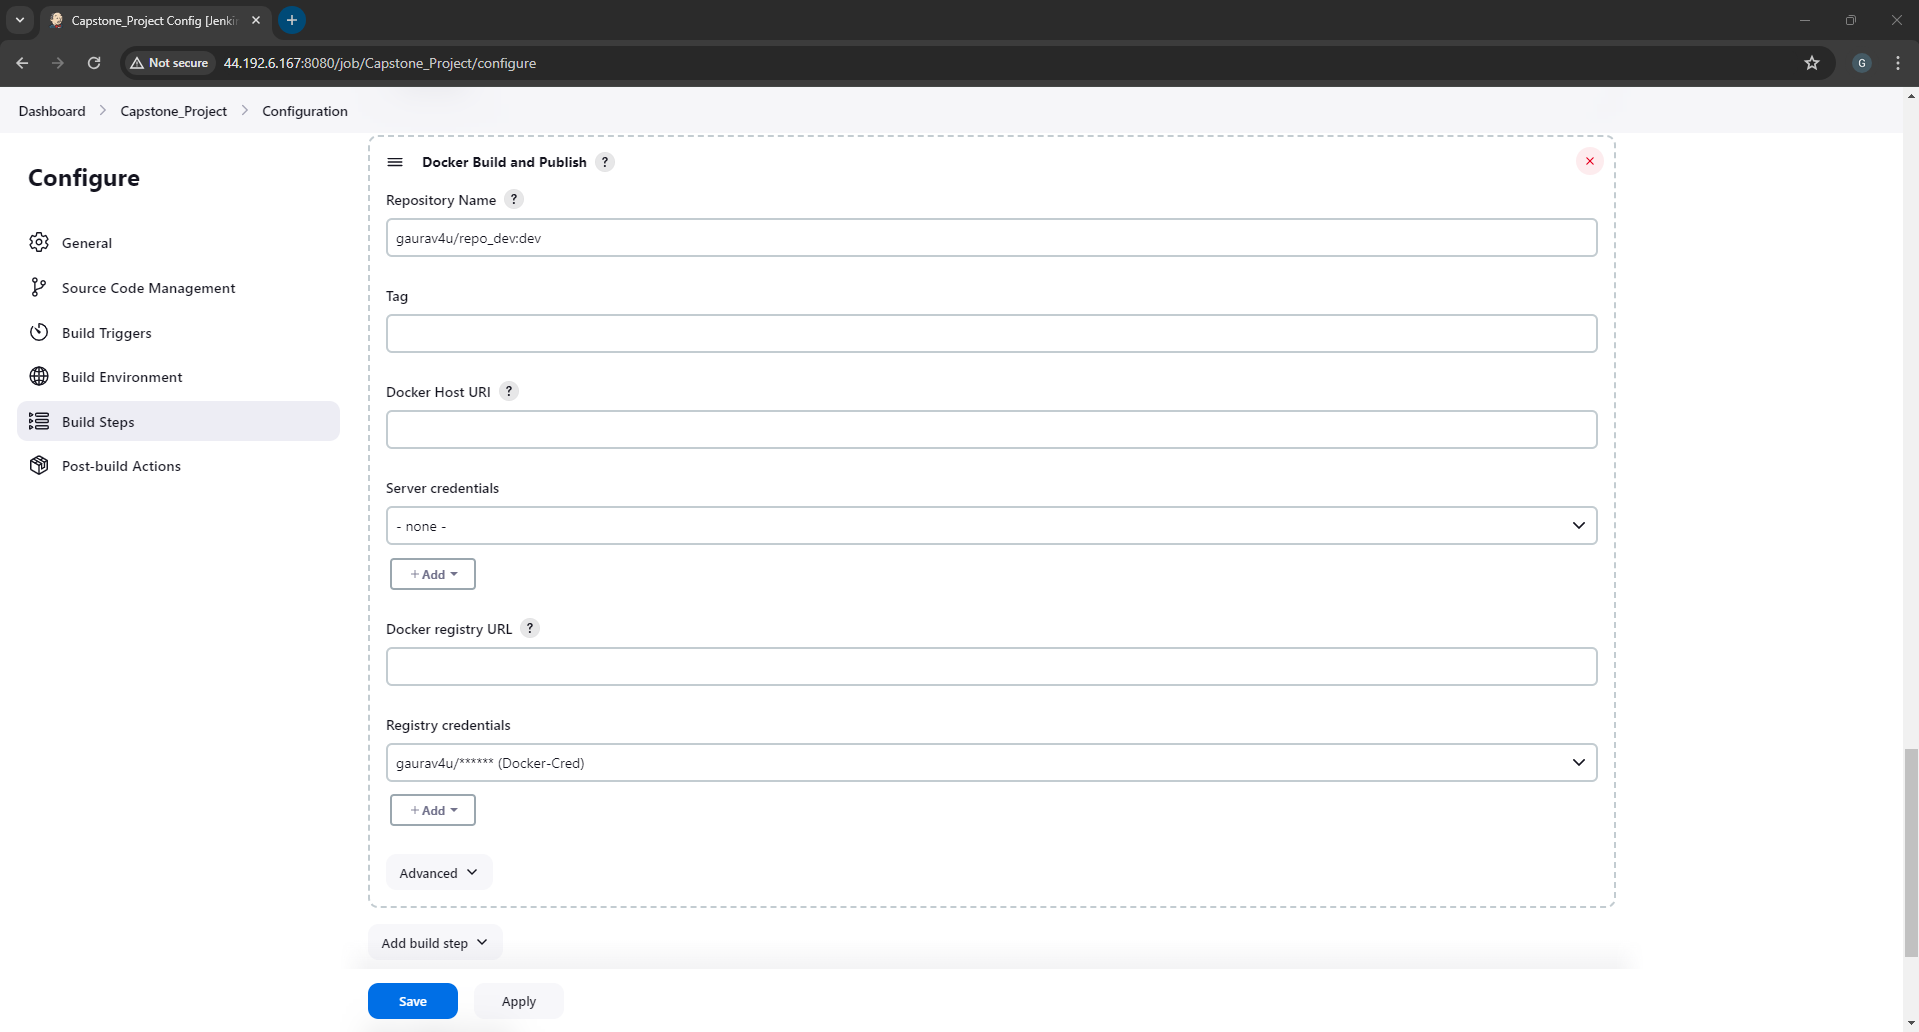 Capstone_Project Config [Jenki
Not secure 44.192.6.167:8080/job/Capstone_Project/configure
G
Dashboard
Capstone_Project
Configuration
Configure
General
Source Code Management
Build Triggers
Build Environment
Build Steps
Post-build Actions
Docker Build and Publish ?
Repository Name ?
gaurav4u/repo_dev:dev
Tag
Docker Host URI ?
Server credentials
- none -
+ Add
Docker registry URL ?
Registry credentials
gaurav4u/****** (Docker-Cred)
+ Add
Advanced
Add build step
Save
Apply